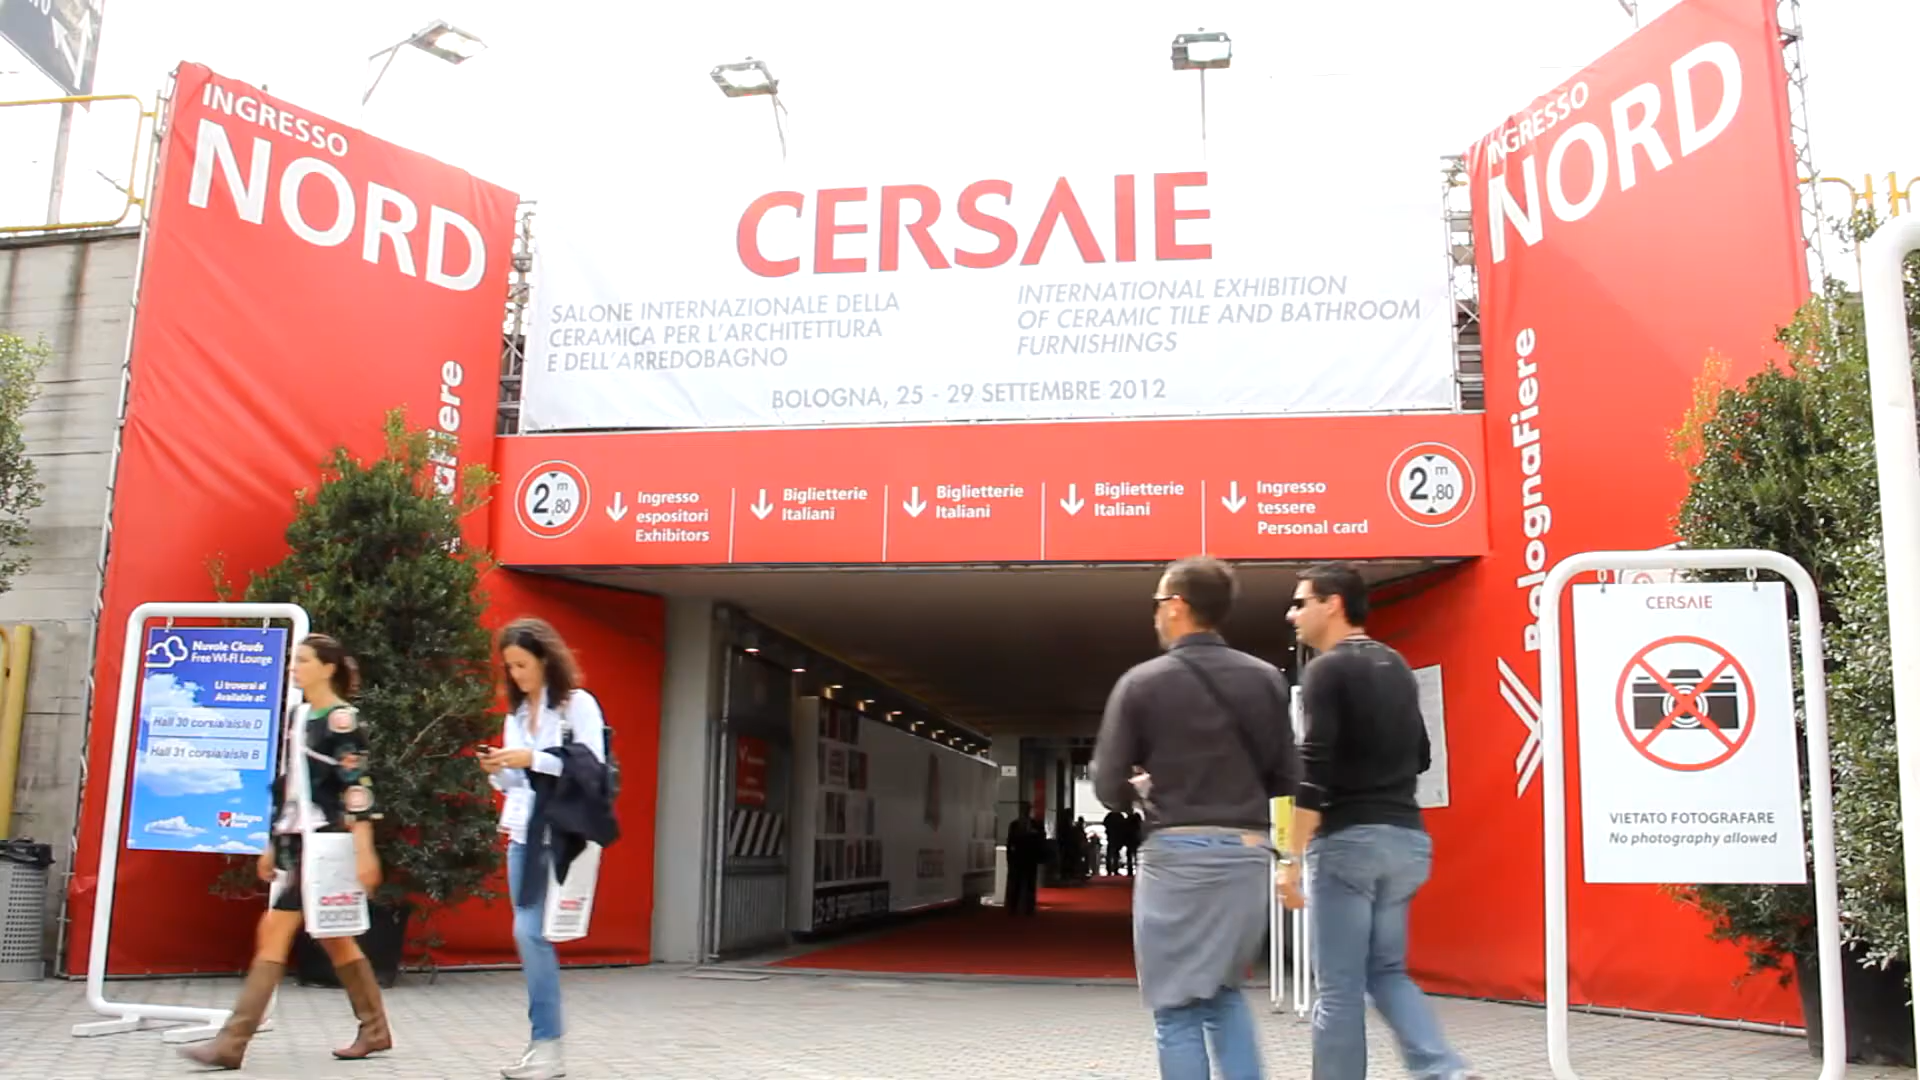 INGRESSO
NORD
CERSAIE
SALONE INTERNAZIONALE DELLA
CERAMICA PER L'ARCHITETTURA
E DELL'ARREDOBAGNO
INTERNATIONAL EXHIBITION
OF CERAMIC TILE AND BATHROOM
FURNISHINGS
BOLOGNA, 25 - 29 SETTEMBRE 2012
INGRESSO
NORD
BolognaFiere
2,80 m
Ingresso
espositori
Exhibitors
Biglietterie
Italiani
Biglietterie
Italiani
Biglietterie
Italiani
Ingresso
tessere
Personal card
2,80 m
Nuvole Clouds
Free WI-FI Lounge
Li troverai al
Available at:
Hall 30 corsia/aisle D
Hall 31 corsia/aisle B
Bologna
Fiere
CERSAIE
VIETATO FOTOGRAFARE
No photography allowed